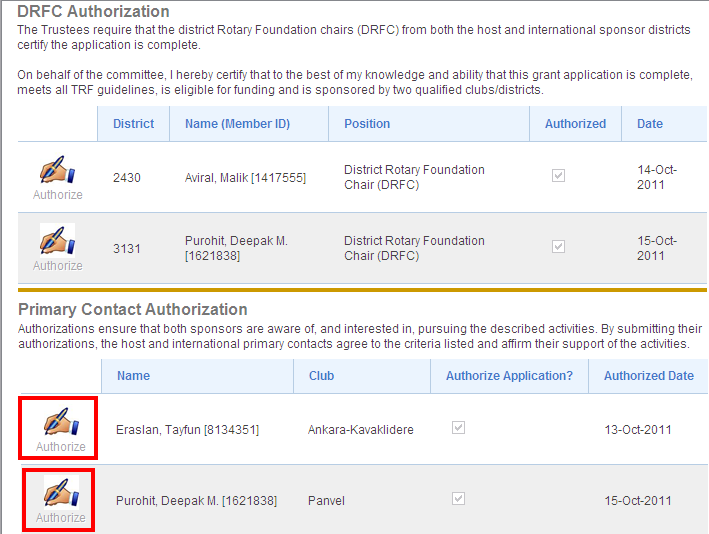 DRFC Authorization
The Trustees require that the district Rotary Foundation chairs (DRFC) from both the host and international sponsor districts
certify the application is complete.
On behalf of the committee, I hereby certify that to the best of my knowledge and ability that this grant application is complete,
meets all TRF guidelines, is eligible for funding and is sponsored by two qualified clubs/districts.
District Name (Member ID) Position Authorized Date
Authorize 2430 Aviral, Malik [1417555] District Rotary Foundation Chair (DRFC) 14-Oct-2011
Authorize 3131 Purohit, Deepak M. [1621838] District Rotary Foundation Chair (DRFC) 15-Oct-2011
Primary Contact Authorization
Authorizations ensure that both sponsors are aware of, and interested in, pursuing the described activities. By submitting their
authorizations, the host and international primary contacts agree to the criteria listed and affirm their support of the activities.
Name Club Authorize Application? Authorized Date
Authorize Eraslan, Tayfun [8134351] Ankara-Kavaklidere 13-Oct-2011
Authorize Purohit, Deepak M. [1621838] Panvel 15-Oct-2011